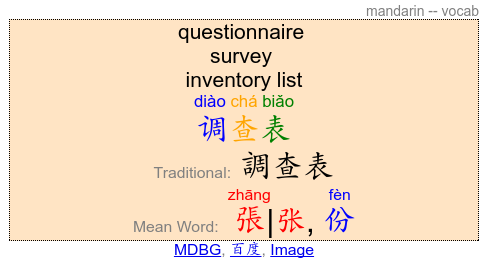 mandarin -- vocab
questionnaire
survey
inventory list
diào chá biǎo
调查表
Traditional: 調查表
zhāng fèn
Mean Word: 張|张, 份
MDBG, 百度, Image